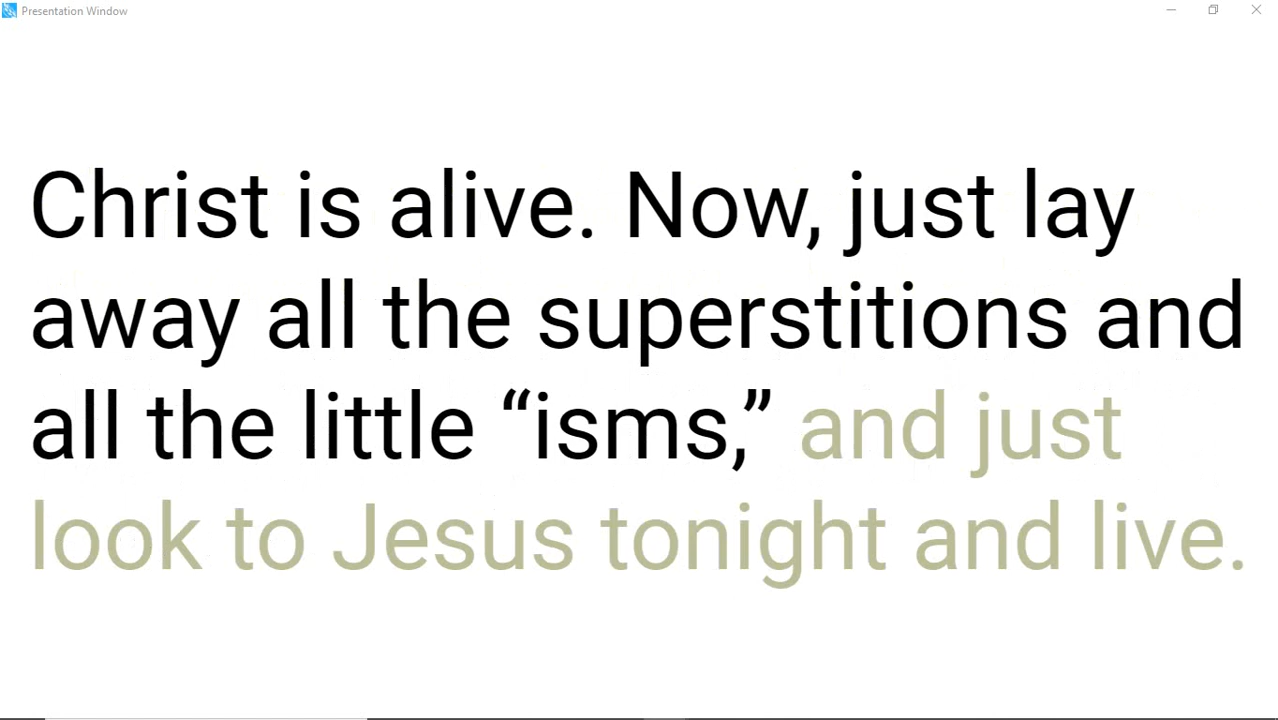 Presentation Window
Christ is alive. Now, just lay
away all the superstitions and
all the little “isms,” and just
look to Jesus tonight and live.